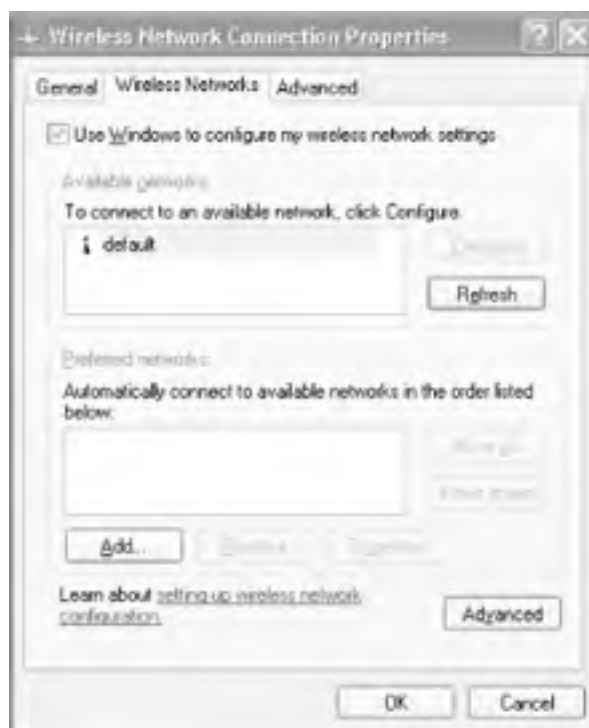 Wireless Network Connection Properties
General Wireless Networks Advanced
Use Windows to configure my wireless network settings
Available networks
To connect to an available network, click Configure.
default
Refresh
Preferred networks:
Automatically connect to available networks in the order listed
below:
Add...
Learn about setting up wireless network
configuration.
Advanced
OK Cancel